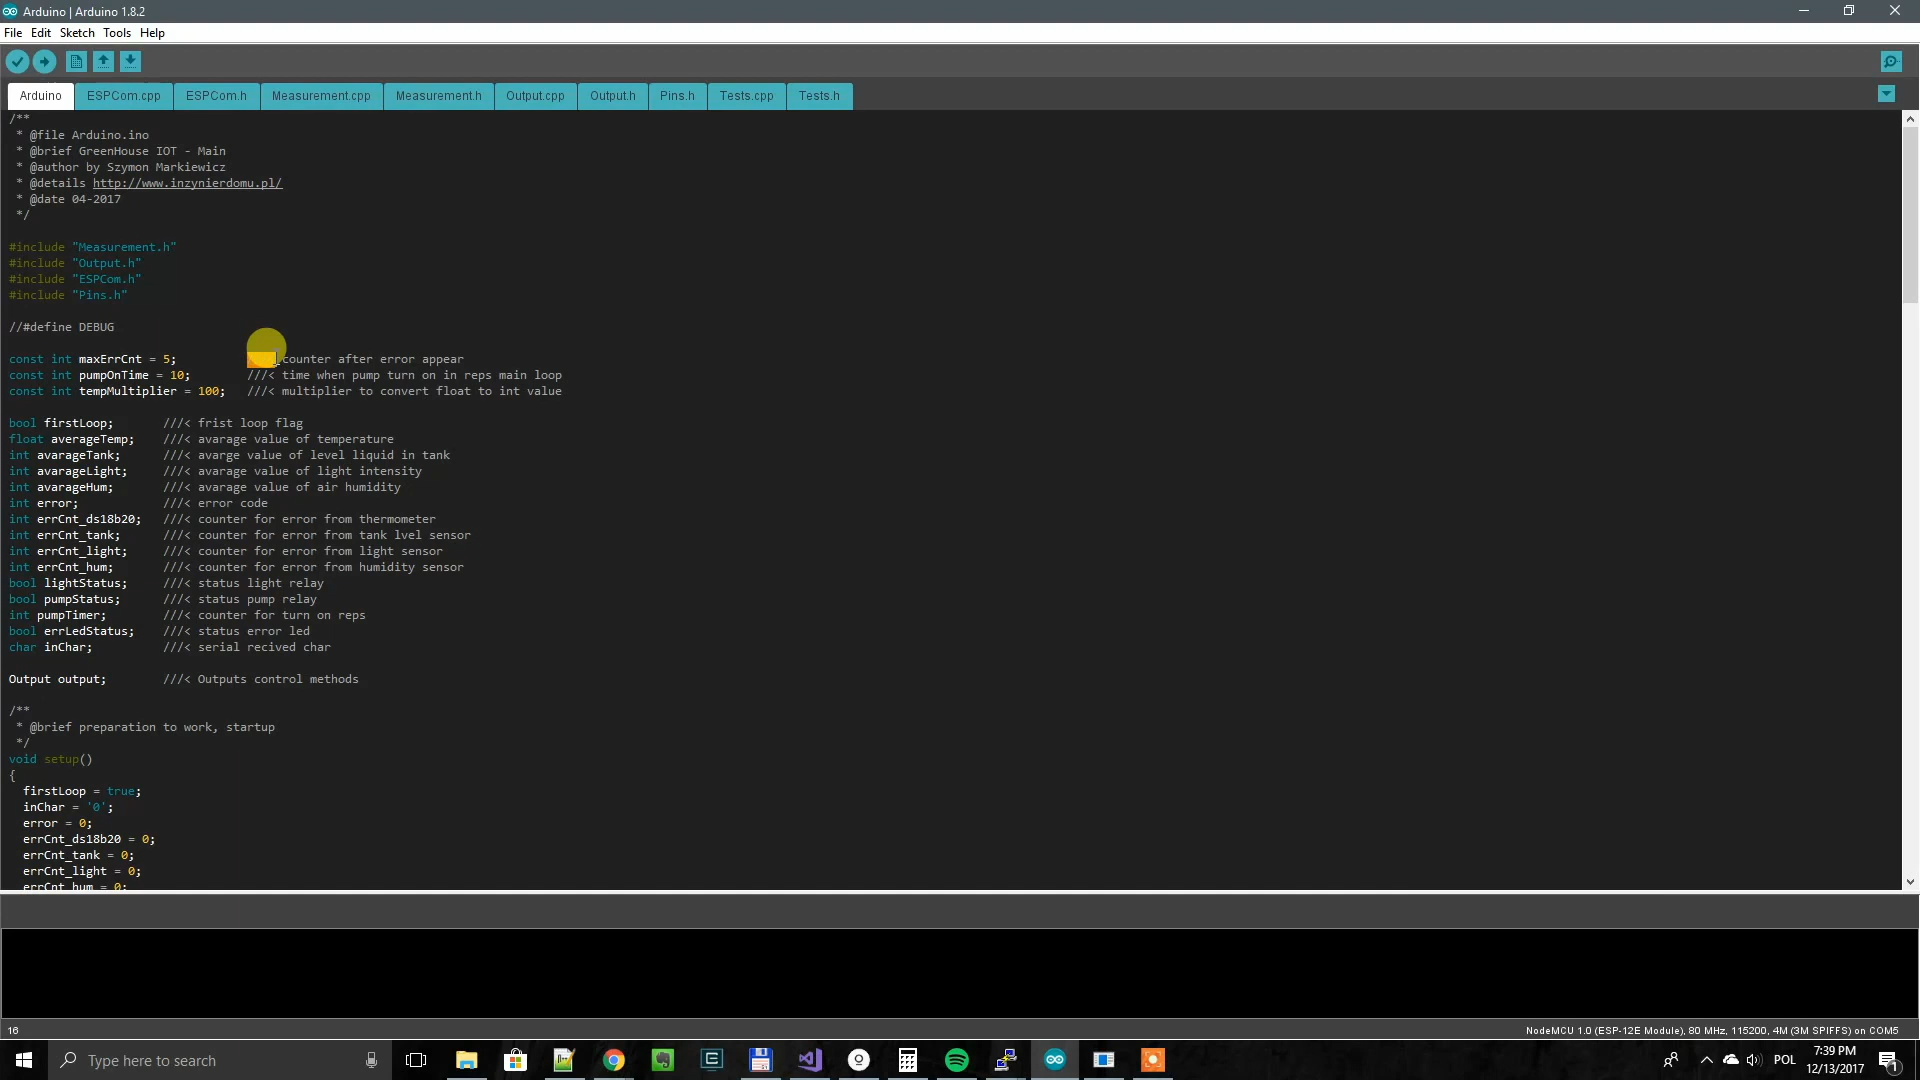 Arduino | Arduino 1.8.2
File Edit Sketch Tools Help
Arduino ESPCom.cpp ESPCom.h Measurement.cpp Measurement.h Output.cpp Output.h Pins.h Tests.cpp Tests.h
/**
* @file Arduino.ino
* @brief GreenHouse IOT - Main
* @author by Szymon Markiewicz
* @details http://www.inzynierdomu.pl/
* @date 04-2017
*/
#include "Measurement.h"
#include "Output.h"
#include "ESPCom.h"
#include "Pins.h"
//#define DEBUG
const int maxErrCnt = 5; counter after error appear
const int pumpOnTime = 10; ///< time when pump turn on in reps main loop
const int tempMultiplier = 100; ///< multiplier to convert float to int value
bool firstLoop; ///< frist loop flag
float averageTemp; ///< avarage value of temperature
int avarageTank; ///< avarge value of level liquid in tank
int avarageLight; ///< avarage value of light intensity
int avarageHum; ///< avarage value of air humidity
int error; ///< error code
int errCnt_ds18b20; ///< counter for error from thermometer
int errCnt_tank; ///< counter for error from tank lvel sensor
int errCnt_light; ///< counter for error from light sensor
int errCnt_hum; ///< counter for error from humidity sensor
bool lightStatus; ///< status light relay
bool pumpStatus; ///< status pump relay
int pumpTimer; ///< counter for turn on reps
bool errLedStatus; ///< status error led
char inChar; ///< serial recived char
Output output; ///< Outputs control methods
/**
* @brief preparation to work, startup
*/
void setup()
{
firstLoop = true;
inChar = '0';
error = 0;
errCnt_ds18b20 = 0;
errCnt_tank = 0;
errCnt_light = 0;
errCnt_hum = 0;
16 NodeMCU 1.0 (ESP-12E Module), 80 MHz, 115200, 4M (3M SPIFFS) on COM5
Type here to search
POL
7:39 PM
12/13/2017
1